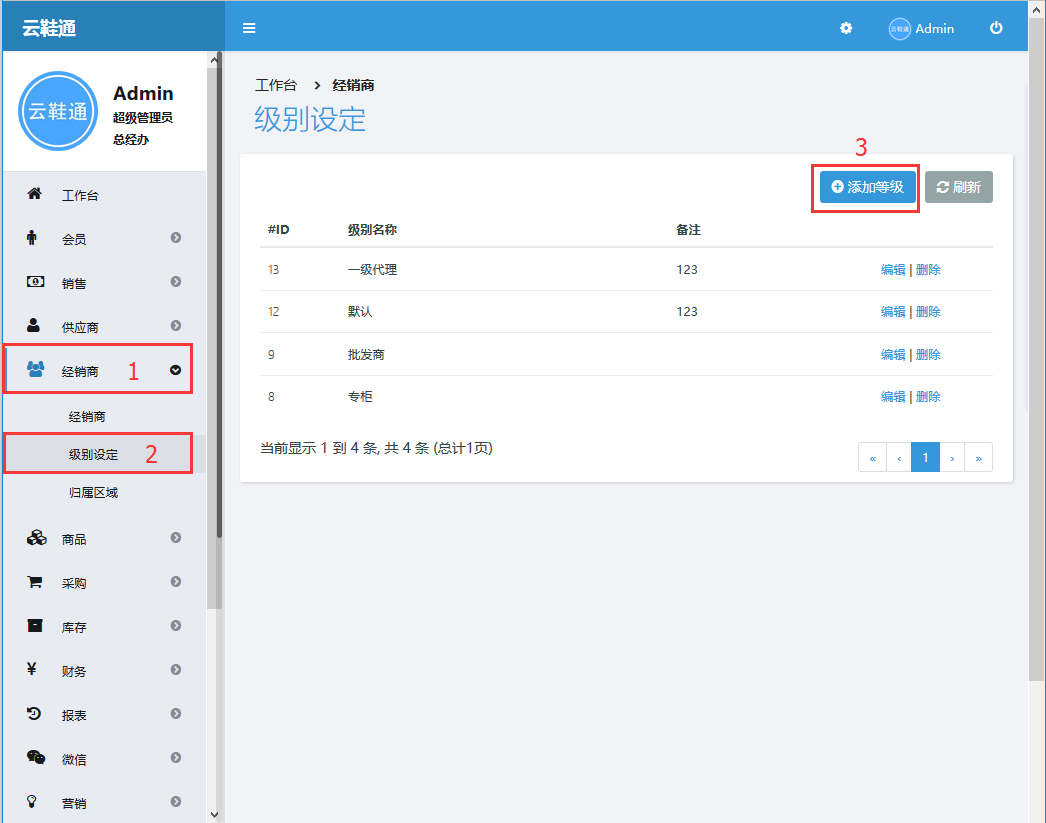 云鞋通
Admin
云鞋通
Admin
超级管理员
总经办
工作台
会员
销售
供应商
经销商 1
经销商
级别设定 2
归属区域
商品
采购
库存
财务
报表
微信
营销
工作台 > 经销商
级别设定
3
添加等级 刷新
#ID 级别名称 备注
13 一级代理 123 编辑 | 删除
12 默认 123 编辑 | 删除
9 批发商 编辑 | 删除
8 专柜 编辑 | 删除
当前显示 1 到 4 条, 共 4 条 (总计1页)
« ‹ 1 › »